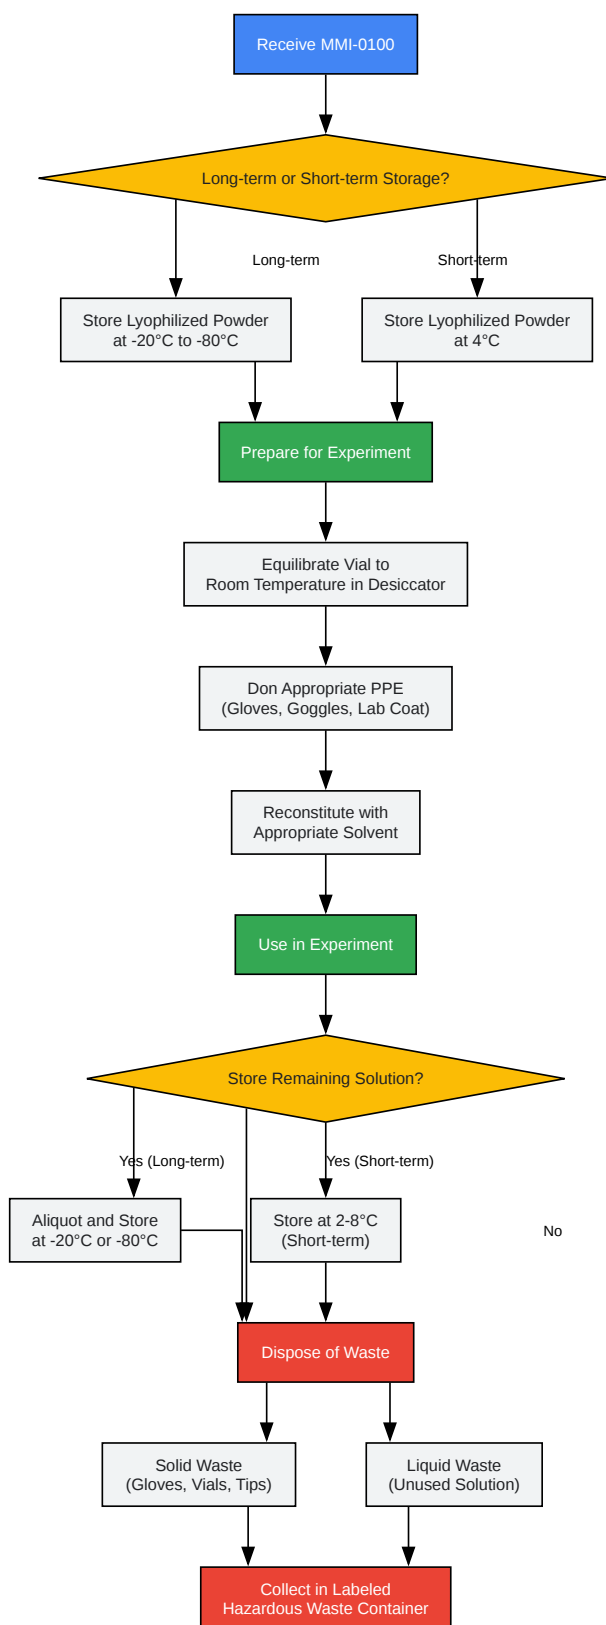 Receive MMI-0100
Long-term or Short-term Storage?
Long-term
Short-term
Store Lyophilized Powder
at -20°C to -80°C
Store Lyophilized Powder
at 4°C
Prepare for Experiment
Equilibrate Vial to
Room Temperature in Desiccator
Don Appropriate PPE
(Gloves, Goggles, Lab Coat)
Reconstitute with
Appropriate Solvent
Use in Experiment
Store Remaining Solution?
Yes (Long-term)
Yes (Short-term)
Aliquot and Store
at -20°C or -80°C
Store at 2-8°C
(Short-term)
No
Dispose of Waste
Solid Waste
(Gloves, Vials, Tips)
Liquid Waste
(Unused Solution)
Collect in Labeled
Hazardous Waste Container